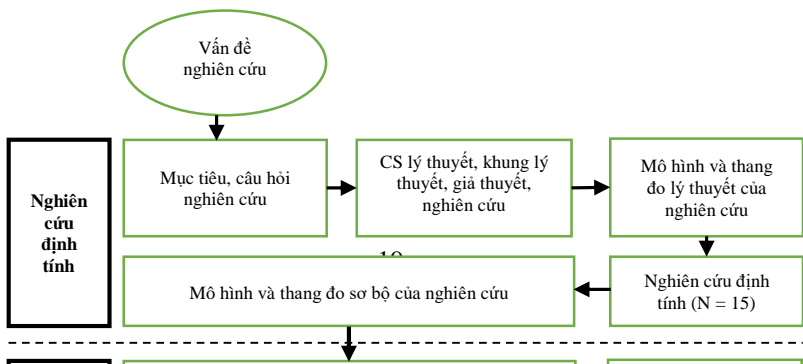 Vấn đề
nghiên cứu
Nghiên
cứu
định
tính
Mục tiêu, câu hỏi
nghiên cứu
CS lý thuyết, khung lý
thuyết, giả thuyết,
nghiên cứu
Mô hình và thang
đo lý thuyết của
nghiên cứu
Nghiên cứu định
tính (N = 15)
Mô hình và thang đo sơ bộ của nghiên cứu